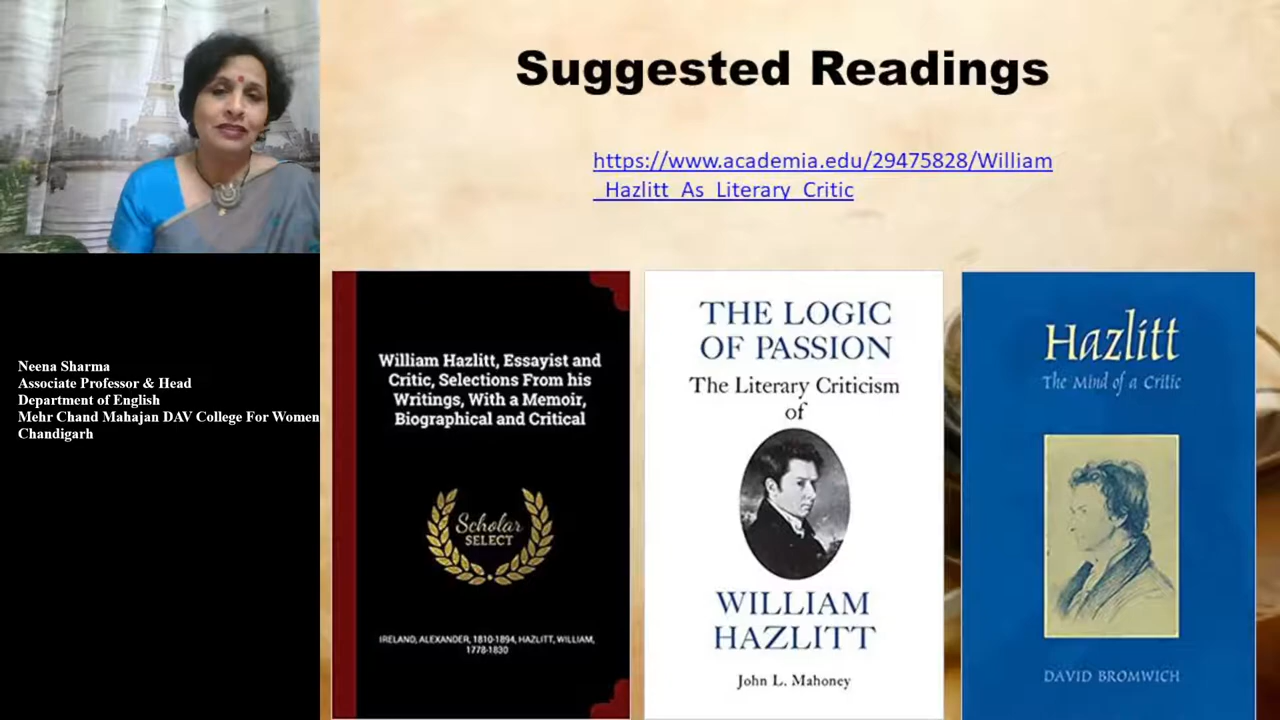 Suggested Readings
https://www.academia.edu/29475828/William
_Hazlitt_As_Literary_Critic
Neena Sharma
Associate Professor & Head
Department of English
Mehr Chand Mahajan DAV College For Women
Chandigarh
William Hazlitt, Essayist and
Critic, Selections From his
Writings, With a Memoir,
Biographical and Critical
Scholar
SELECT
IRELAND, ALEXANDER, 1810-1894, HAZLITT, WILLIAM,
1778-1830
THE LOGIC
OF PASSION
The Literary Criticism
of
WILLIAM
HAZLITT
John L. Mahoney
Hazlitt
The Mind of a Critic
DAVID BROMWICH